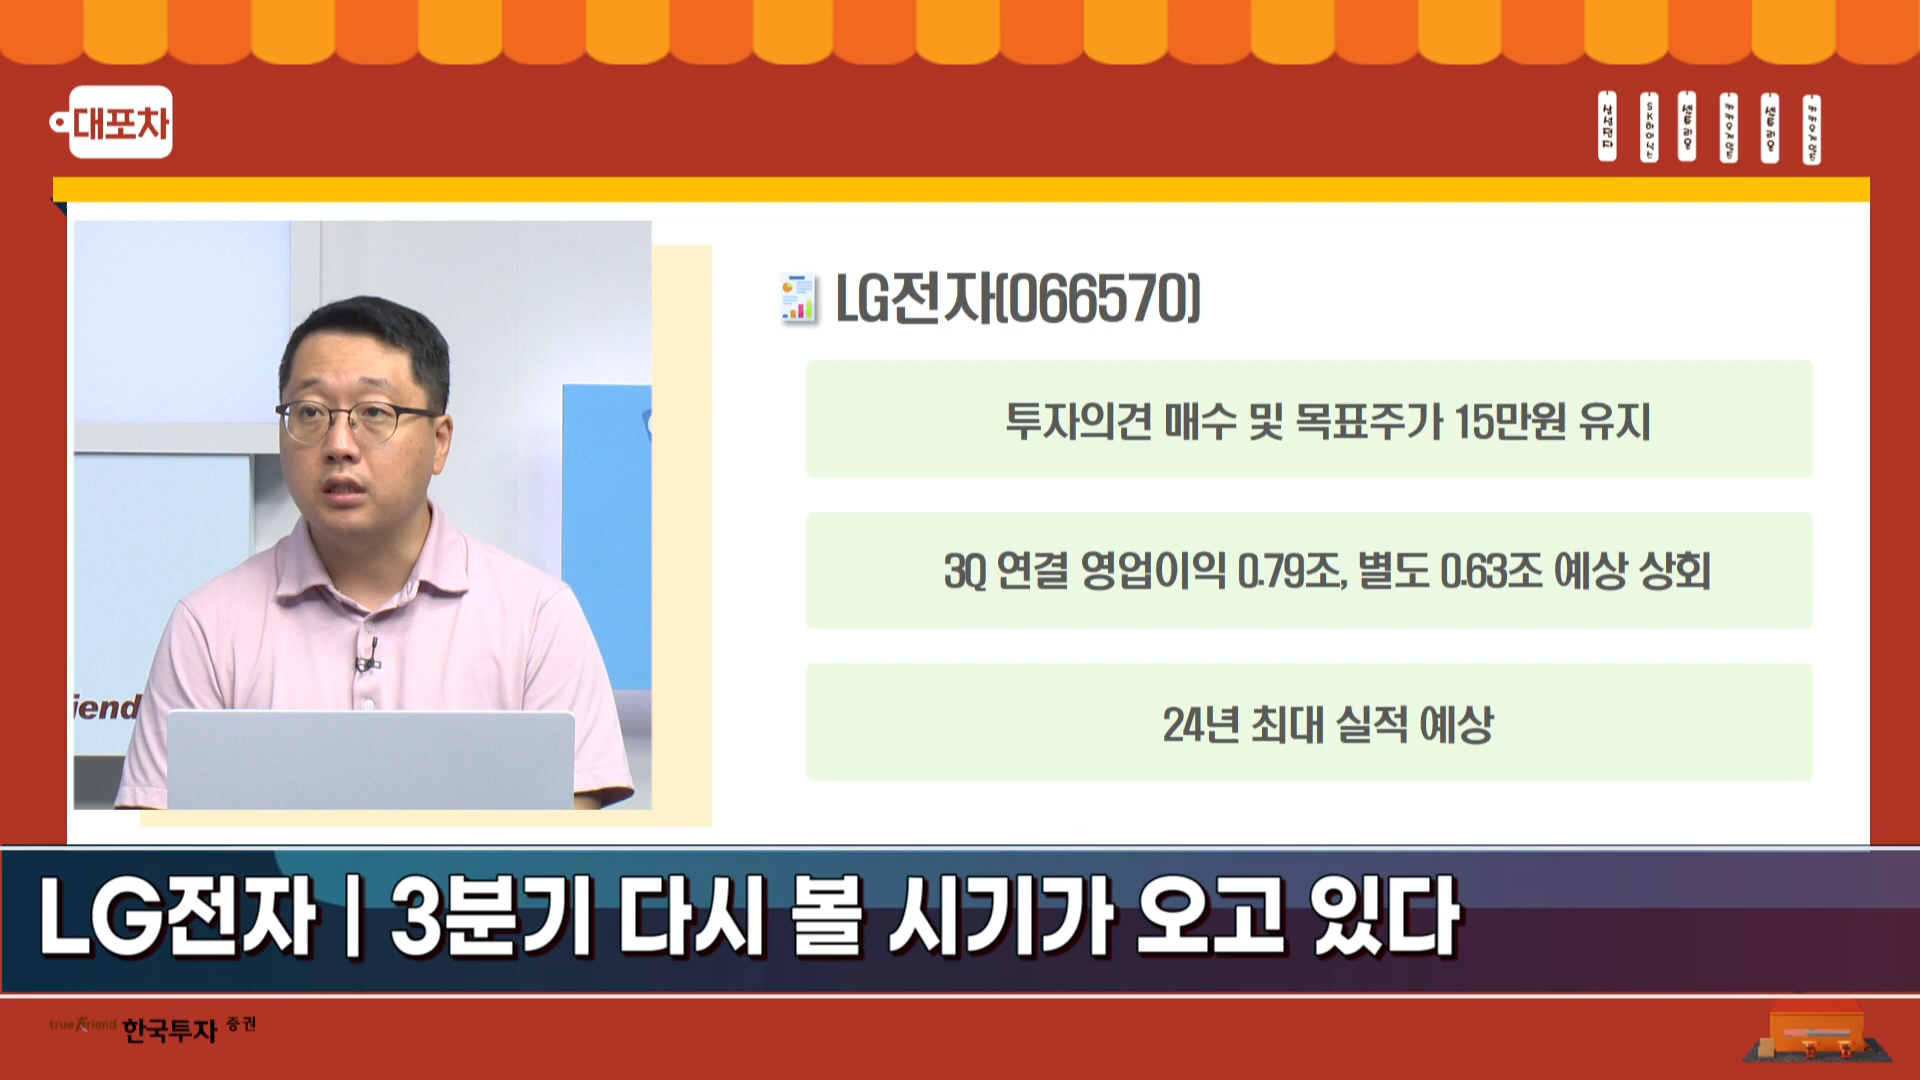 대포차
LG전자(066570)
투자의견 매수 및 목표주가 15만원 유지
3Q 연결 영업이익 0.79조, 별도 0.63조 예상 상회
24년 최대 실적 예상
iend
LG전자 | 3분기 다시 볼 시기가 오고 있다
true friend 한국투자 증권